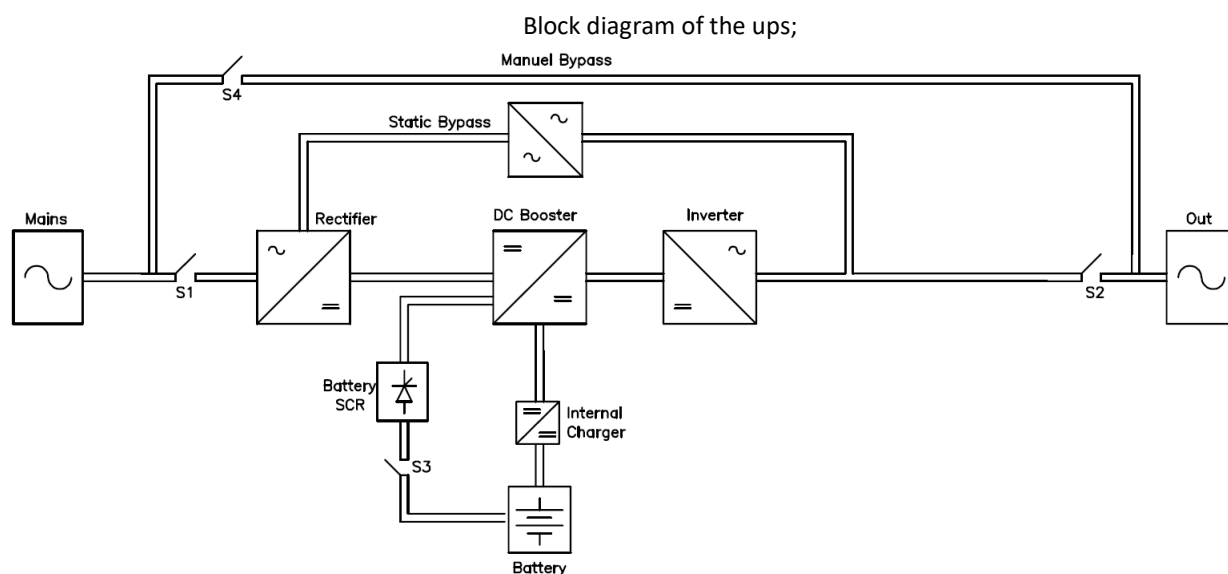 Block diagram of the ups;
Manuel Bypass
S4
Static Bypass
Mains
Rectifier
DC Booster
Inverter
Out
S1
S2
Battery
SCR
Internal
Charger
S3
Battery